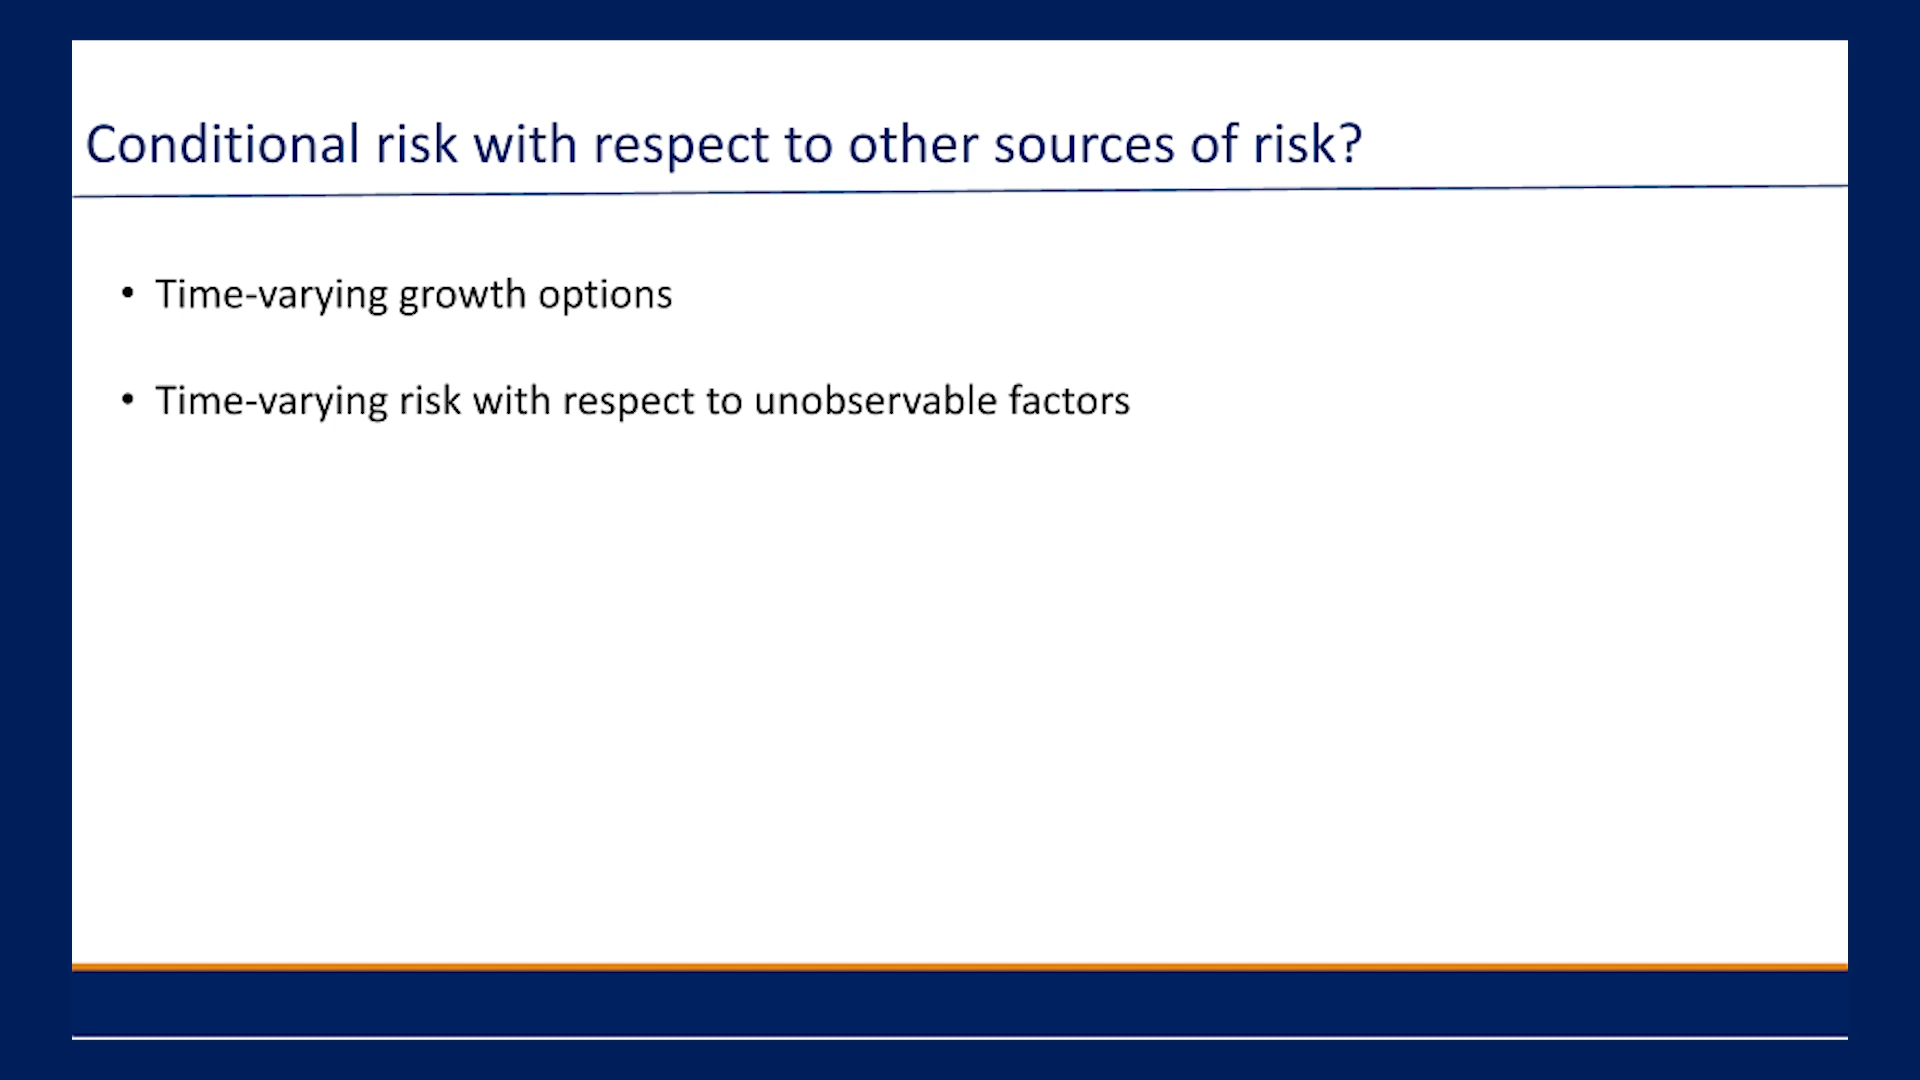 Conditional risk with respect to other sources of risk?
• Time-varying growth options
• Time-varying risk with respect to unobservable factors